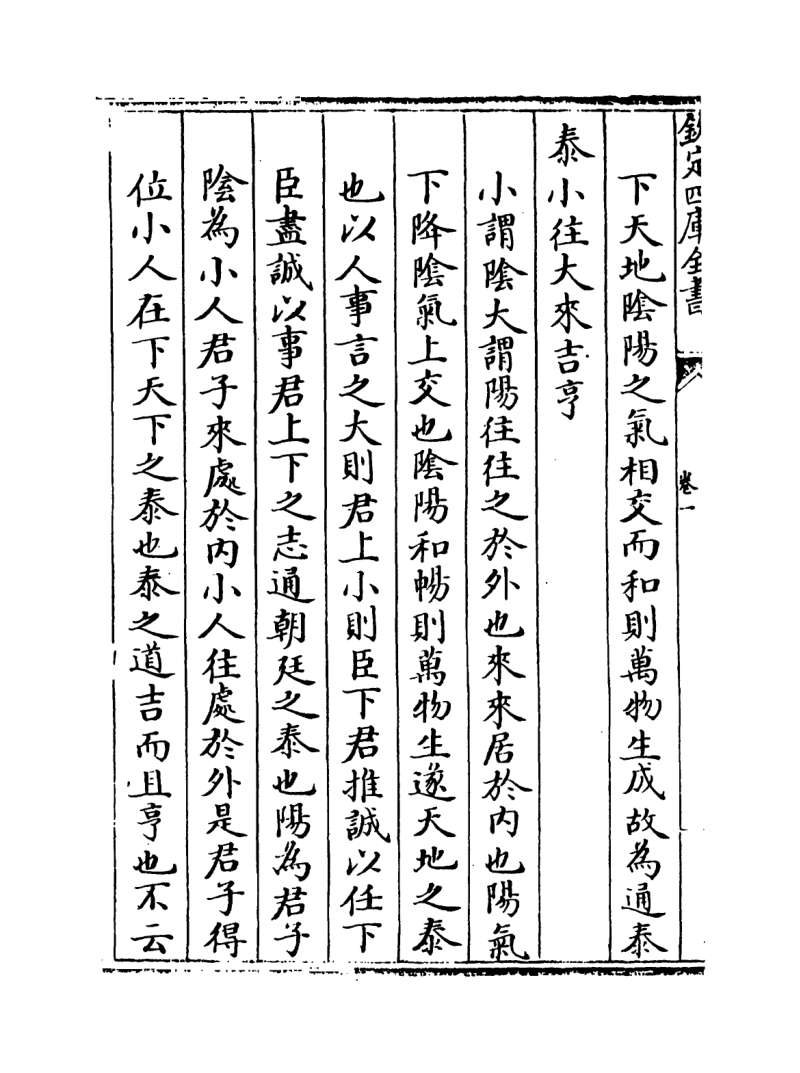 欽定四庫全書
卷一
下天地陰陽之氣相交而和則萬物生成故為通泰
泰小往大來吉亨
小謂陰大謂陽往往之於外也來來居於內也陽氣
下降陰氣上交也陰陽和暢則萬物生遂天地之泰
也以人事言之大則君上小則臣下君推誠以任下
臣盡誠以事君上下之志通朝廷之泰也陽為君子
陰為小人君子來處於內小人往處於外是君子得
位小人在下天下之泰也泰之道吉而且亨也不云